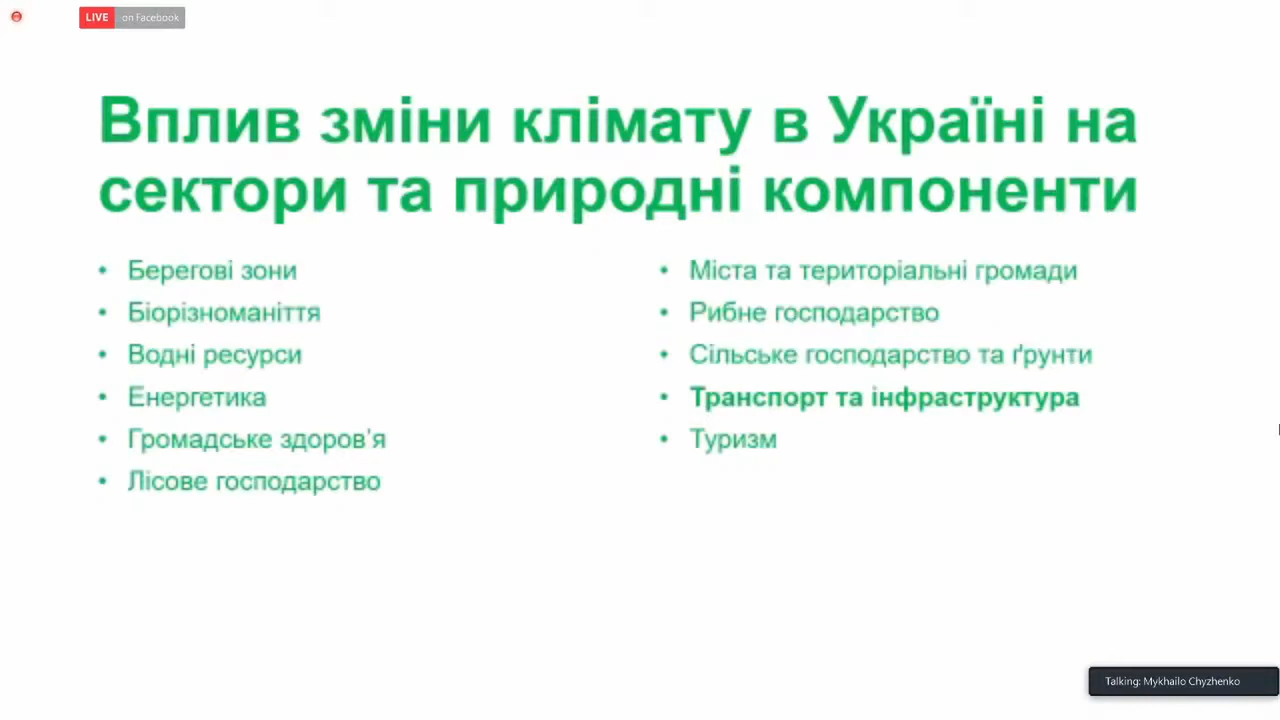 LIVE on Facebook
Вплив зміни клімату в Україні на
сектори та природні компоненти
• Берегові зони
• Біорізноманіття
• Водні ресурси
• Енергетика
• Громадське здоров'я
• Лісове господарство
• Міста та територіальні громади
• Рибне господарство
• Сільське господарство та ґрунти
• Транспорт та інфраструктура
• Туризм
Talking: Mykhailo Chyzhenko